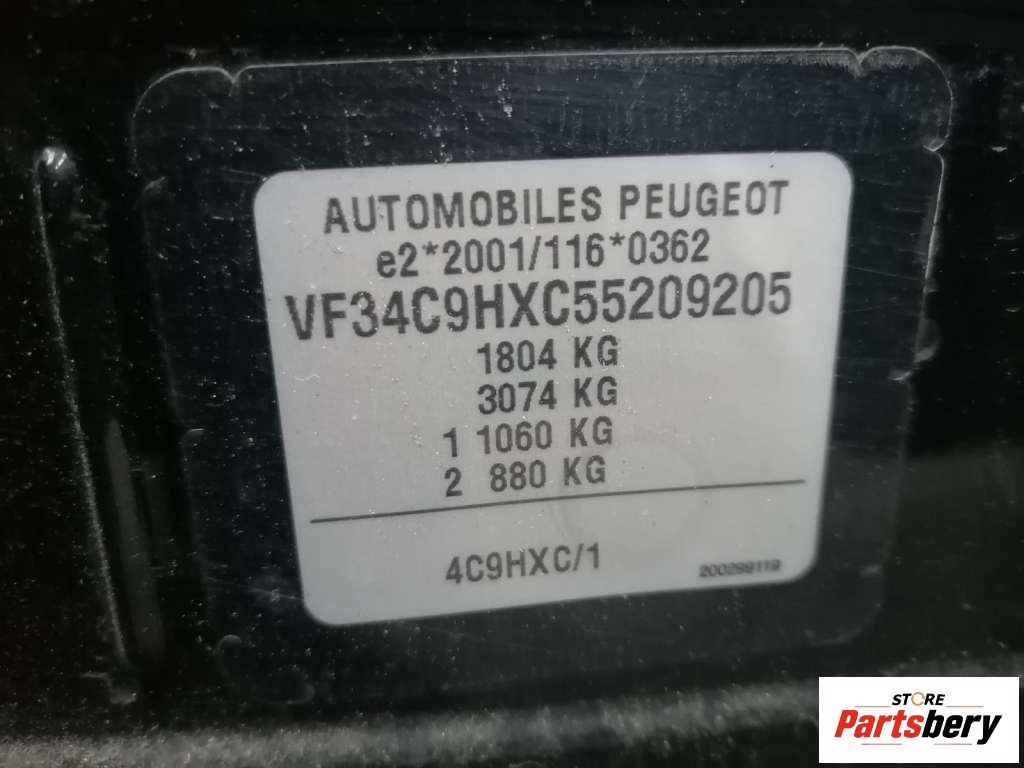 AUTOMOBILES PEUGEOT
e2*2001/116*0362
VF34C9HXC55209205
1804 KG
3074 KG
1 1060 KG
2 880 KG
4C9HXC/1
200299119
STORE
Partsbery